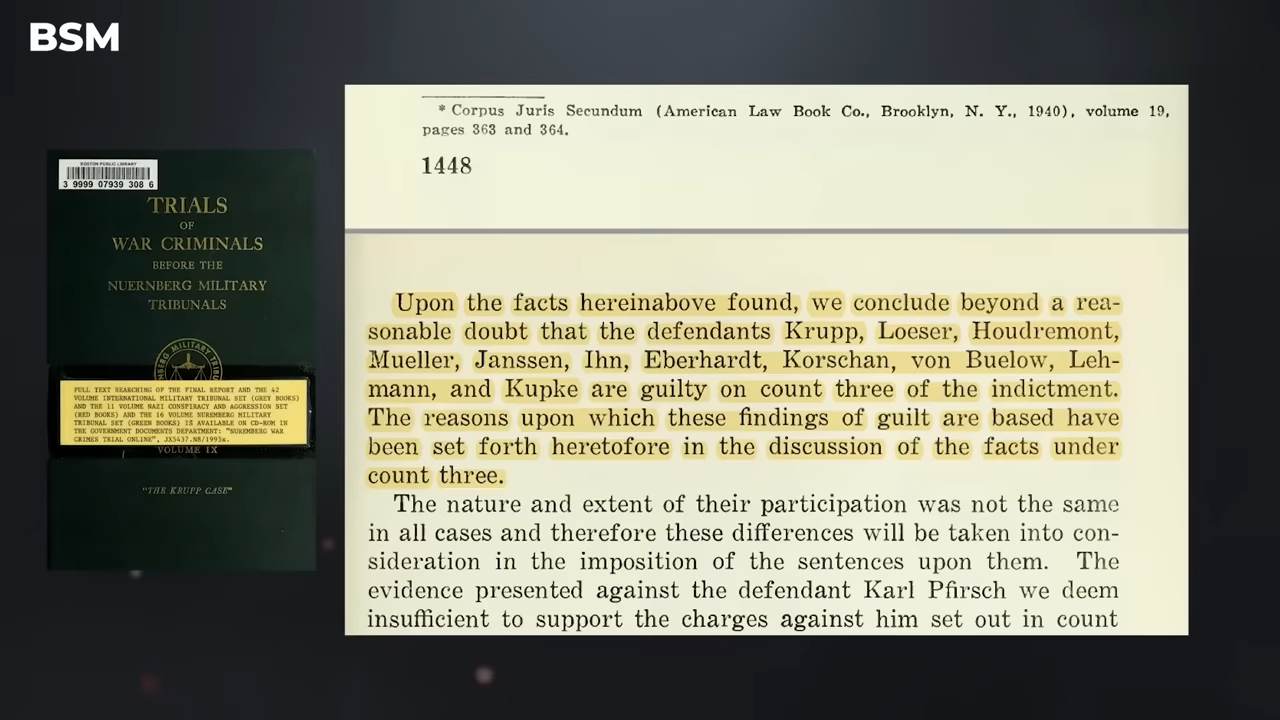 BSM
BOSTON PUBLIC LIBRARY
3 9999 07939 308 6
TRIALS
OF
WAR CRIMINALS
BEFORE THE
NUERNBERG MILITARY
TRIBUNALS
FULL TEXT SEARCHING OF THE FINAL REPORT AND THE 42
VOLUME INTERNATIONAL MILITARY TRIBUNAL SET (GREY BOOKS)
AND THE 11 VOLUME NAZI CONSPIRACY AND AGGRESSION SET
(RED BOOKS) AND THE 16 VOLUME NUREMBERG MILITARY
TRIBUNAL SET (GREEN BOOKS) IS AVAILABLE ON CD-ROM IN
THE GOVERNMENT DOCUMENTS DEPARTMENT: "NUREMBERG WAR
CRIMES TRIAL ONLINE", JX5437.N8/1995x.
VOLUME IX
"THE KRUPP CASE"
* Corpus Juris Secundum (American Law Book Co., Brooklyn, N. Y., 1940), volume 19,
pages 363 and 364.
1448
Upon the facts hereinabove found, we conclude beyond a rea-
sonable doubt that the defendants Krupp, Loeser, Houdremont,
Mueller, Janssen, Ihn, Eberhardt, Korschan, von Buelow, Leh-
mann, and Kupke are guilty on count three of the indictment.
The reasons upon which these findings of guilt are based have
been set forth heretofore in the discussion of the facts under
count three.
The nature and extent of their participation was not the same
in all cases and therefore these differences will be taken into con-
sideration in the imposition of the sentences upon them. The
evidence presented against the defendant Karl Pfirsch we deem
insufficient to support the charges against him set out in count